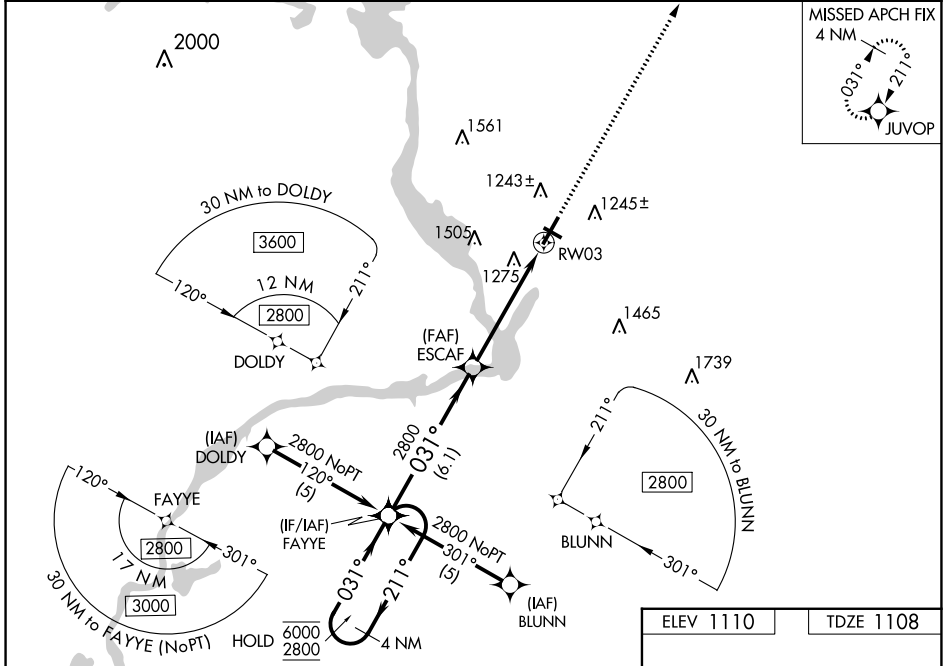 MISSED APCH FIX
4 NM
031°
211°
JUVOP
2000
1561
1243±
1245±
1505
1275
RW03
1465
1739
30 NM to DOLDY
3600
120°
12 NM
211°
2800
DOLDY
(FAF)
ESCAF
2800
031°
(6.1)
(IAF)
DOLDY
2800 NoPT
120°
(5)
(IF/IAF)
FAYYE
2800 NoPT
301°
(5)
(IAF)
BLUNN
031°
211°
HOLD
6000
2800
4 NM
120°
FAYYE
301°
2800
17 NM
3000
30 NM to FAYYE (NoPT)
211°
30 NM to BLUNN
2800
BLUNN
301°
ELEV 1110
TDZE 1108